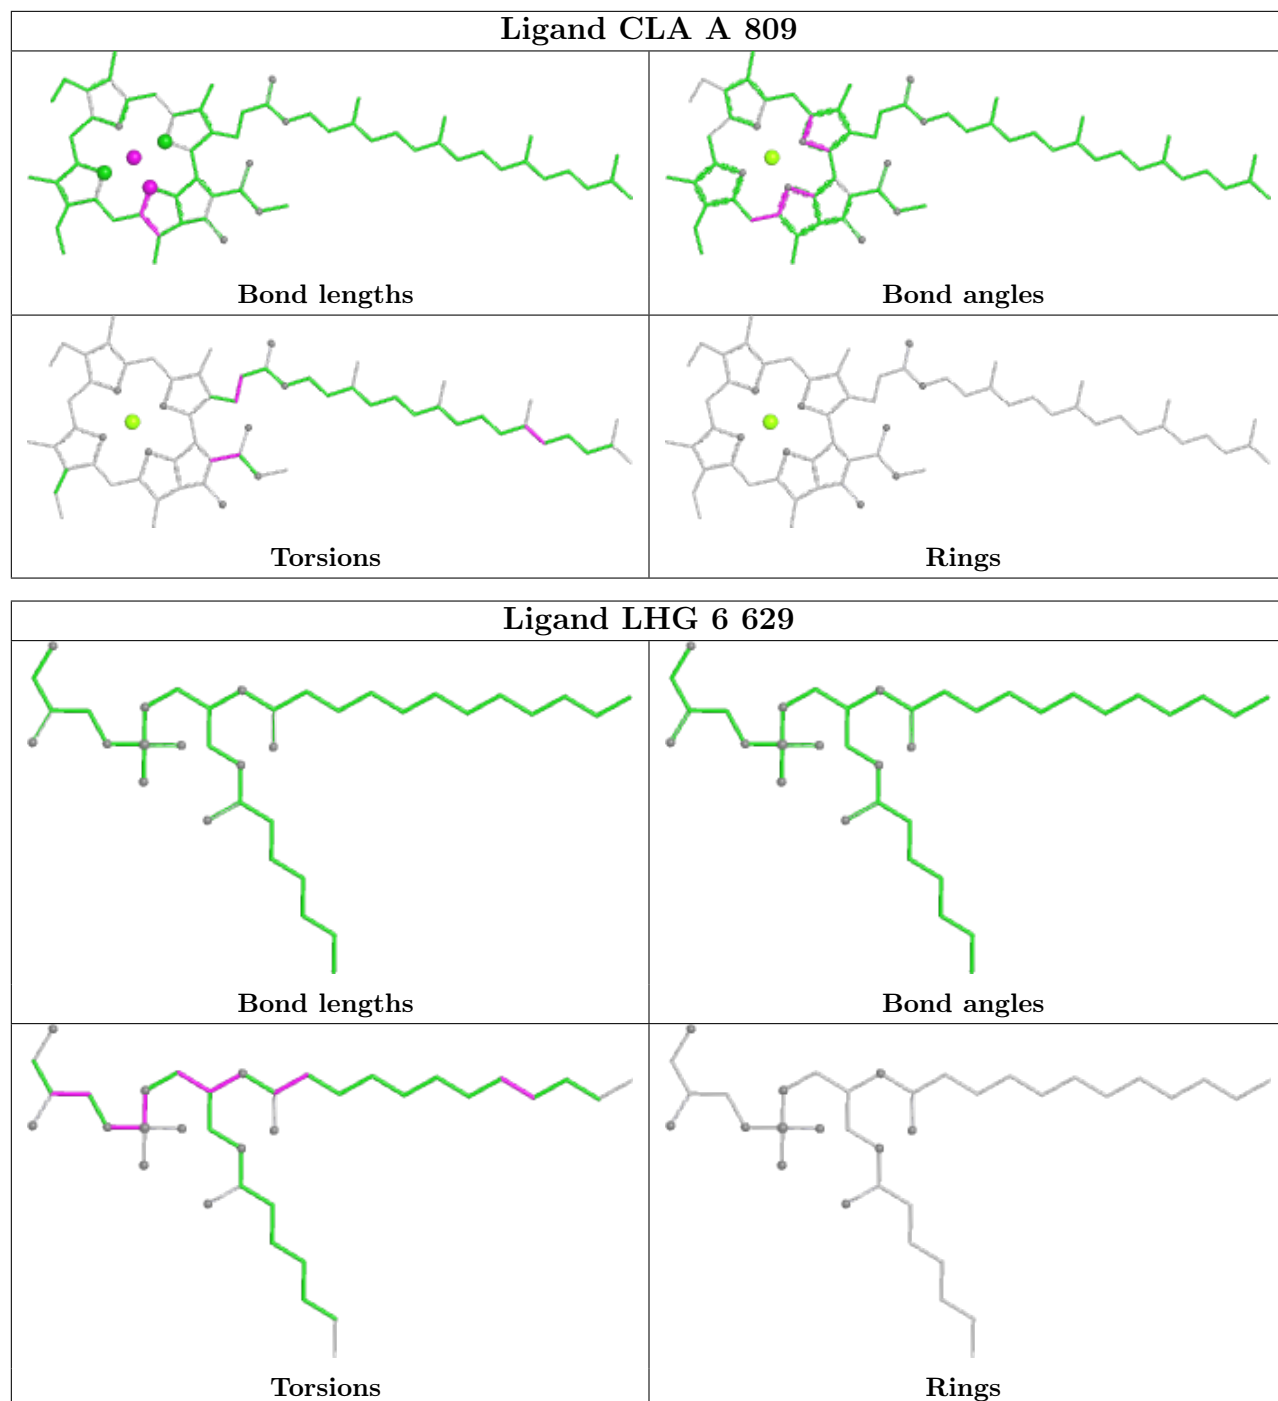 Ligand CLA A 809
Bond lengths
Bond angles
Torsions
Rings
Ligand LHG 6 629
Bond lengths
Bond angles
Torsions
Rings